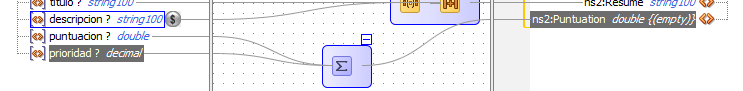 titulo ? string100
descripcion ? string100 $
puntuacion ? double
prioridad ? decimal
Σ
ns2:Resume string100
ns2:Puntuation double {(empty)}